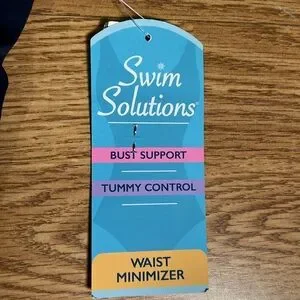 Swim
Solutions
BUST SUPPORT
TUMMY CONTROL
WAIST
MINIMIZER